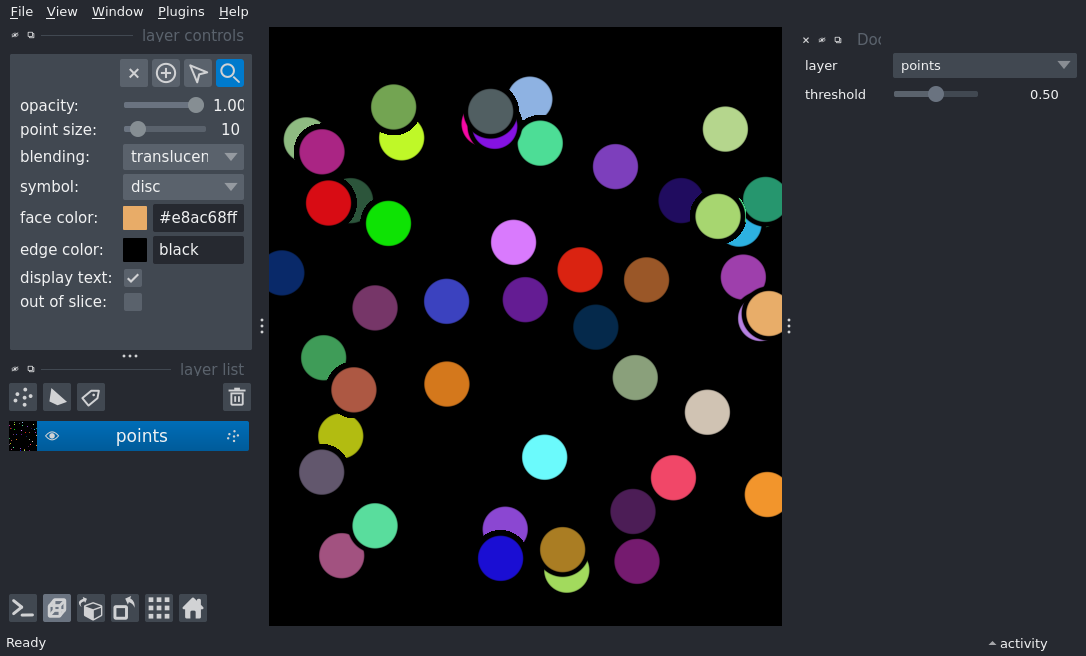 File View Window Plugins Help
layer controls
opacity: 1.00
point size: 10
blending: translucen
symbol: disc
face color: #e8ac68ff
edge color: black
display text:
out of slice:
layer list
points
Ready
Doc
layer points
threshold 0.50
activity